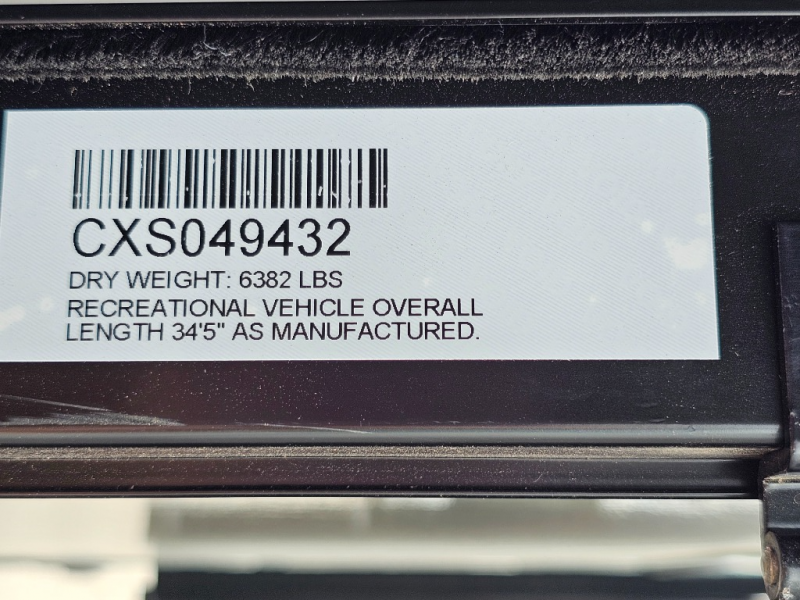 CXS049432
DRY WEIGHT: 6382 LBS
RECREATIONAL VEHICLE OVERALL
LENGTH 34'5" AS MANUFACTURED.